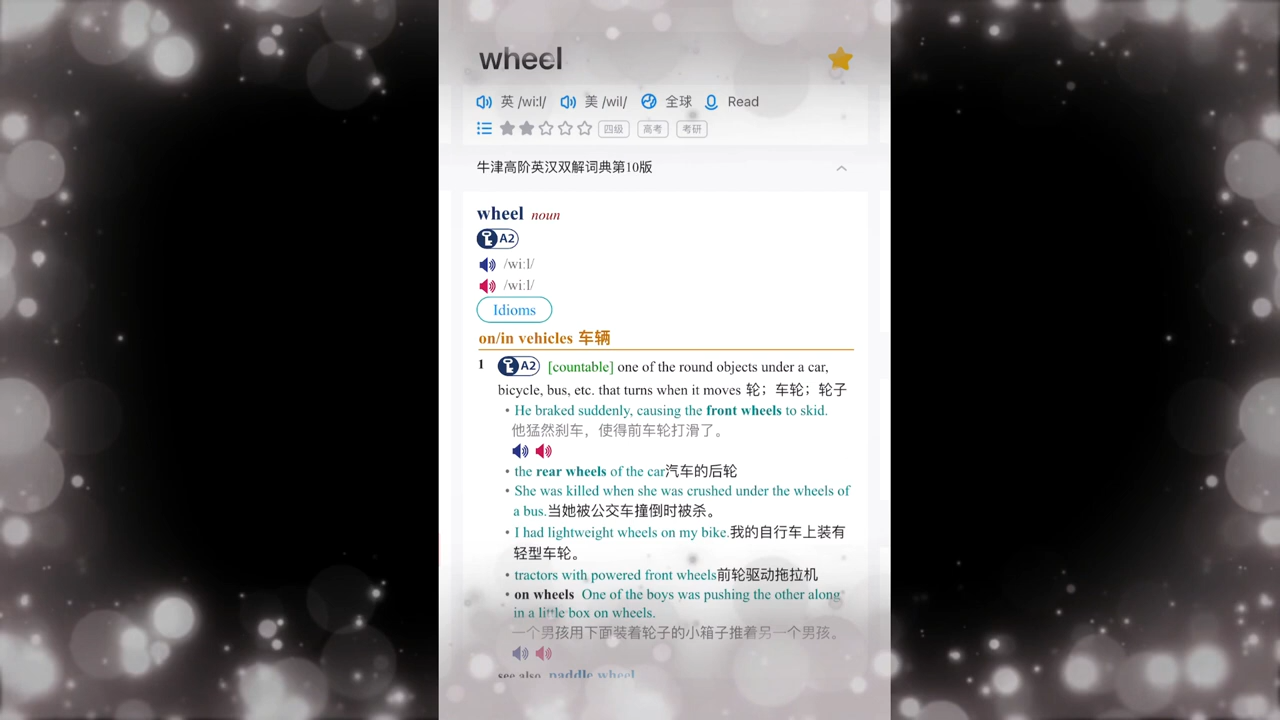 wheel
英 /wi:l/ 美 /wil/ 全球 Read
四级 高考 考研
牛津高阶英汉双解词典第10版
wheel noun
A2
/wiːl/
/wiːl/
Idioms
on/in vehicles 车辆
1 A2 [countable] one of the round objects under a car,
bicycle, bus, etc. that turns when it moves 轮；车轮；轮子
• He braked suddenly, causing the front wheels to skid.
他猛然刹车，使得前车轮打滑了。
• the rear wheels of the car汽车的后轮
• She was killed when she was crushed under the wheels of
a bus.当她被公交车撞倒时被杀。
• I had lightweight wheels on my bike.我的自行车上装有
轻型车轮。
• tractors with powered front wheels前轮驱动拖拉机
• on wheels One of the boys was pushing the other along
in a little box on wheels.
一个男孩用下面装着轮子的小箱子推着另一个男孩。
see also paddle wheel